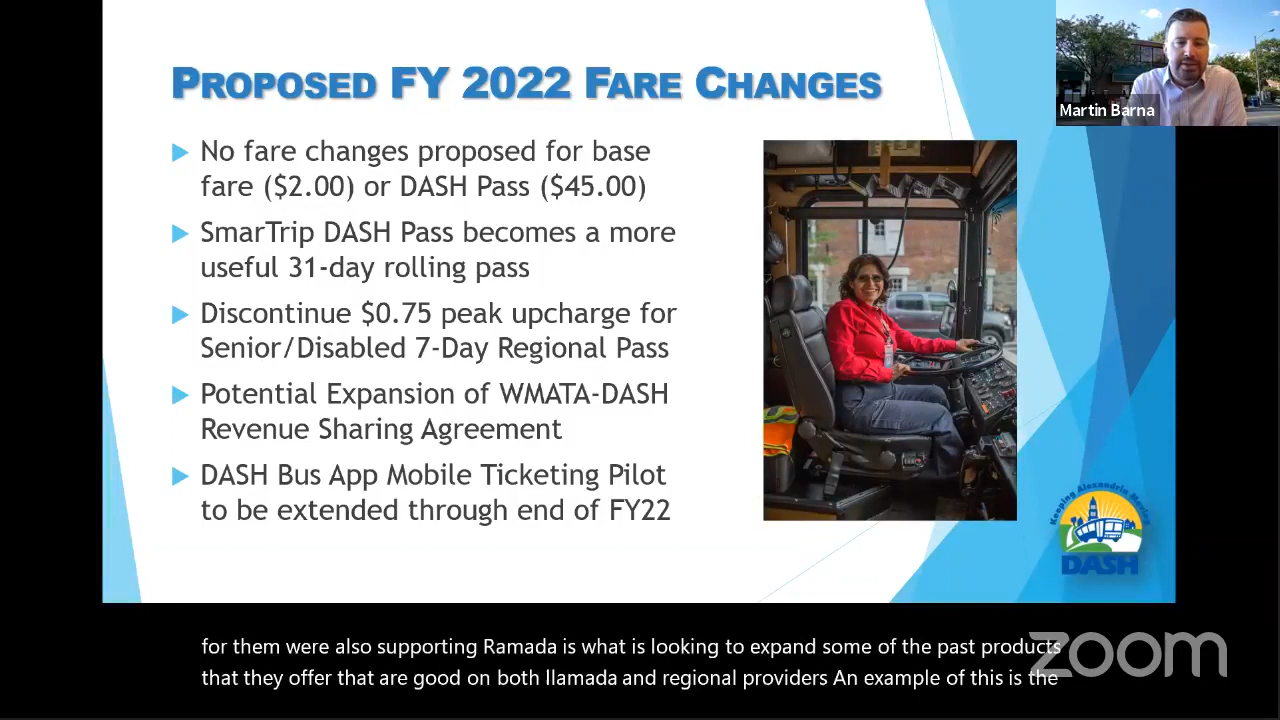 PROPOSED FY 2022 FARE CHANGES
No fare changes proposed for base
fare ($2.00) or DASH Pass ($45.00)
SmarTrip DASH Pass becomes a more
useful 31-day rolling pass
Discontinue $0.75 peak upcharge for
Senior/Disabled 7-Day Regional Pass
Potential Expansion of WMATA-DASH
Revenue Sharing Agreement
DASH Bus App Mobile Ticketing Pilot
to be extended through end of FY22
Martin Barna
Keeping Alexandria Moving
DASH
for them were also supporting Ramada is what is looking to expand some of the past products
that they offer that are good on both llamada and regional providers An example of this is the
zoom